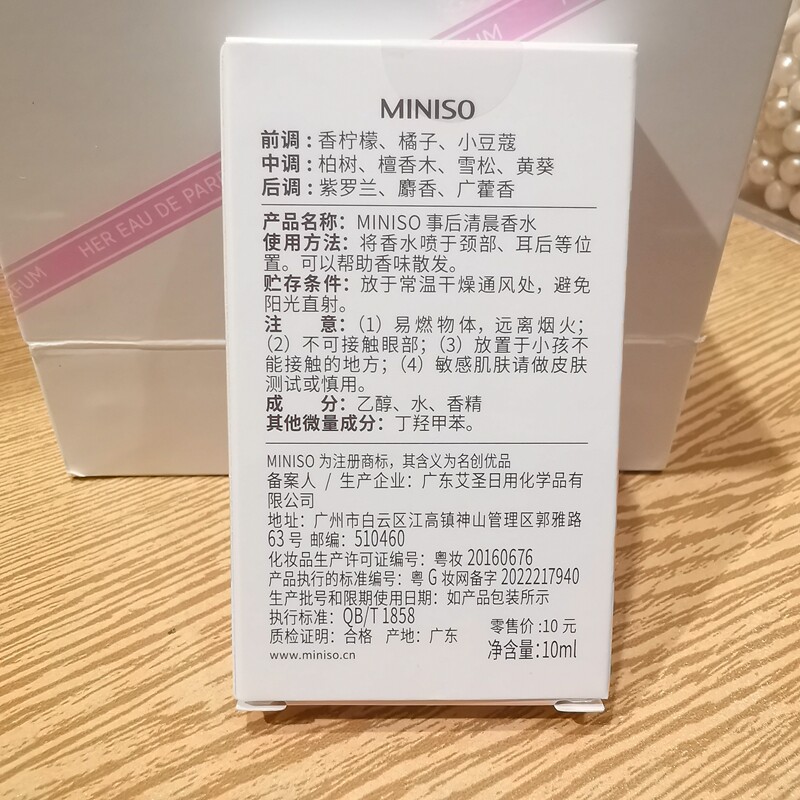 UM
HER EAU DE PARF
RFUM
MINISO
前调：香柠檬、橘子、小豆蔻
中调：柏树、檀香木、雪松、黄葵
后调：紫罗兰、麝香、广藿香
产品名称：MINISO 事后清晨香水
使用方法：将香水喷于颈部、耳后等位
置。可以帮助香味散发。
贮存条件：放于常温干燥通风处，避免
阳光直射。
注　意：（1）易燃物体，远离烟火；
（2）不可接触眼部；（3）放置于小孩不
能接触的地方；（4）敏感肌肤请做皮肤
测试或慎用。
成　分：乙醇、水、香精
其他微量成分：丁羟甲苯。
MINISO 为注册商标，其含义为名创优品
备案人 / 生产企业：广东艾圣日用化学品有
限公司
地址：广州市白云区江高镇神山管理区郭雅路
63 号 邮编：510460
化妆品生产许可证编号：粤妆 20160676
产品执行的标准编号：粤 G 妆网备字 2022217940
生产批号和限期使用日期：如产品包装所示
执行标准：QB/T 1858
质检证明：合格 产地：广东
零售价:10 元
www.miniso.cn
净含量:10ml